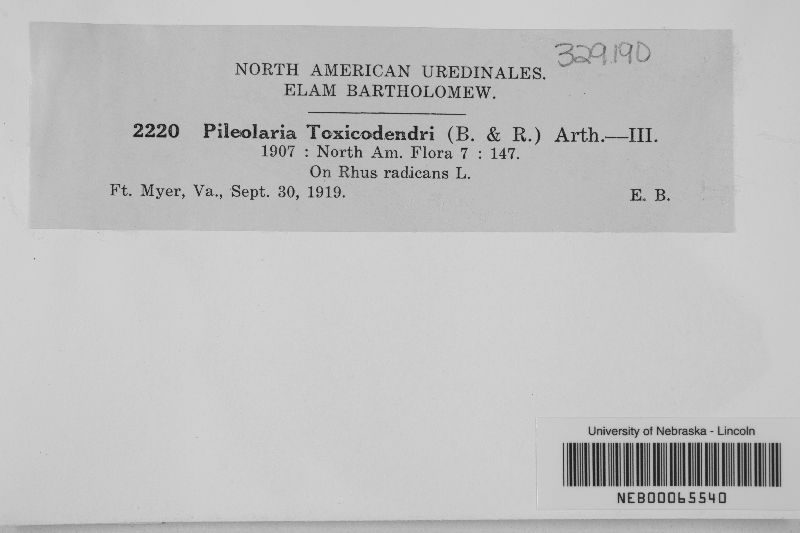 329190
NORTH AMERICAN UREDINALES.
ELAM BARTHOLOMEW.
2220 Pileolaria Toxicodendri (B. & R.) Arth.—III.
1907 : North Am. Flora 7 : 147.
On Rhus radicans L.
Ft. Myer, Va., Sept. 30, 1919. E. B.
University of Nebraska - Lincoln
NEB00065540